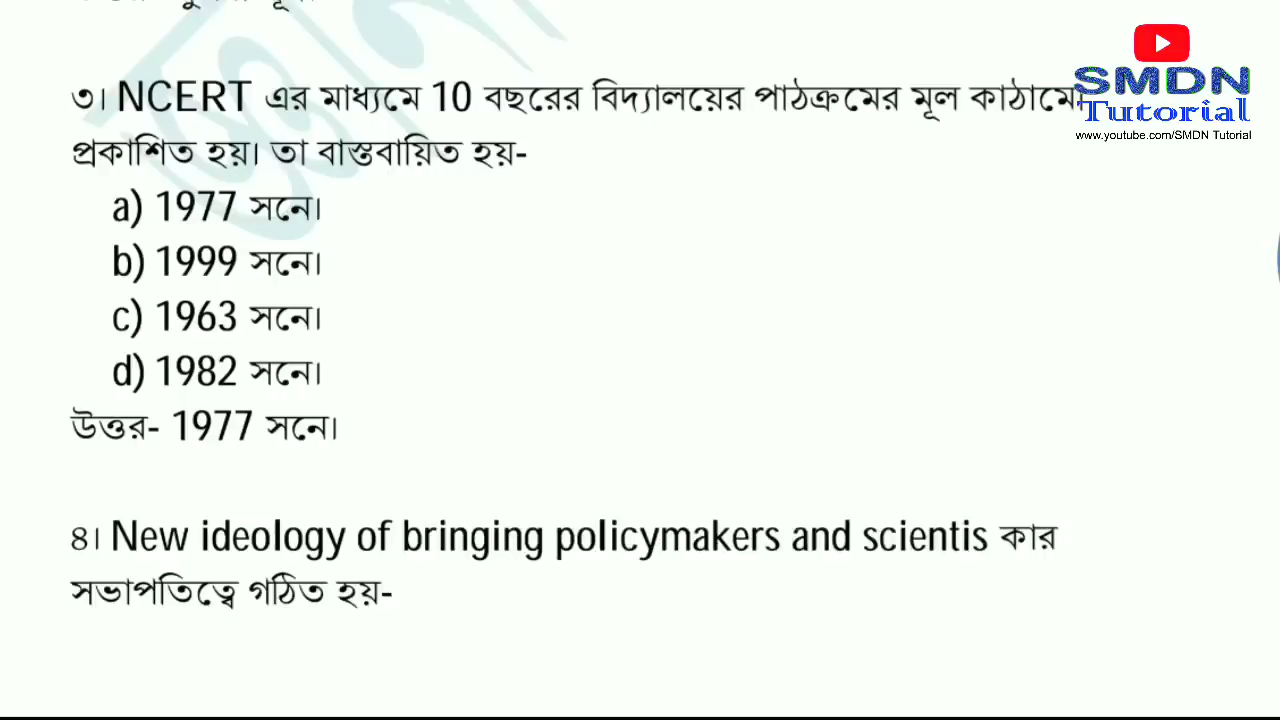 ৩। NCERT এর মাধ্যমে 10 বছরের বিদ্যালয়ের পাঠক্রমের মূল কাঠামো
প্রকাশিত হয়। তা বাস্তবায়িত হয়-
a) 1977 সনে।
b) 1999 সনে।
c) 1963 সনে।
d) 1982 সনে।
উত্তর- 1977 সনে।
৪। New ideology of bringing policymakers and scientis কার
সভাপতিত্বে গঠিত হয়-
SMDN
Tutorial
www.youtube.com/SMDN Tutorial